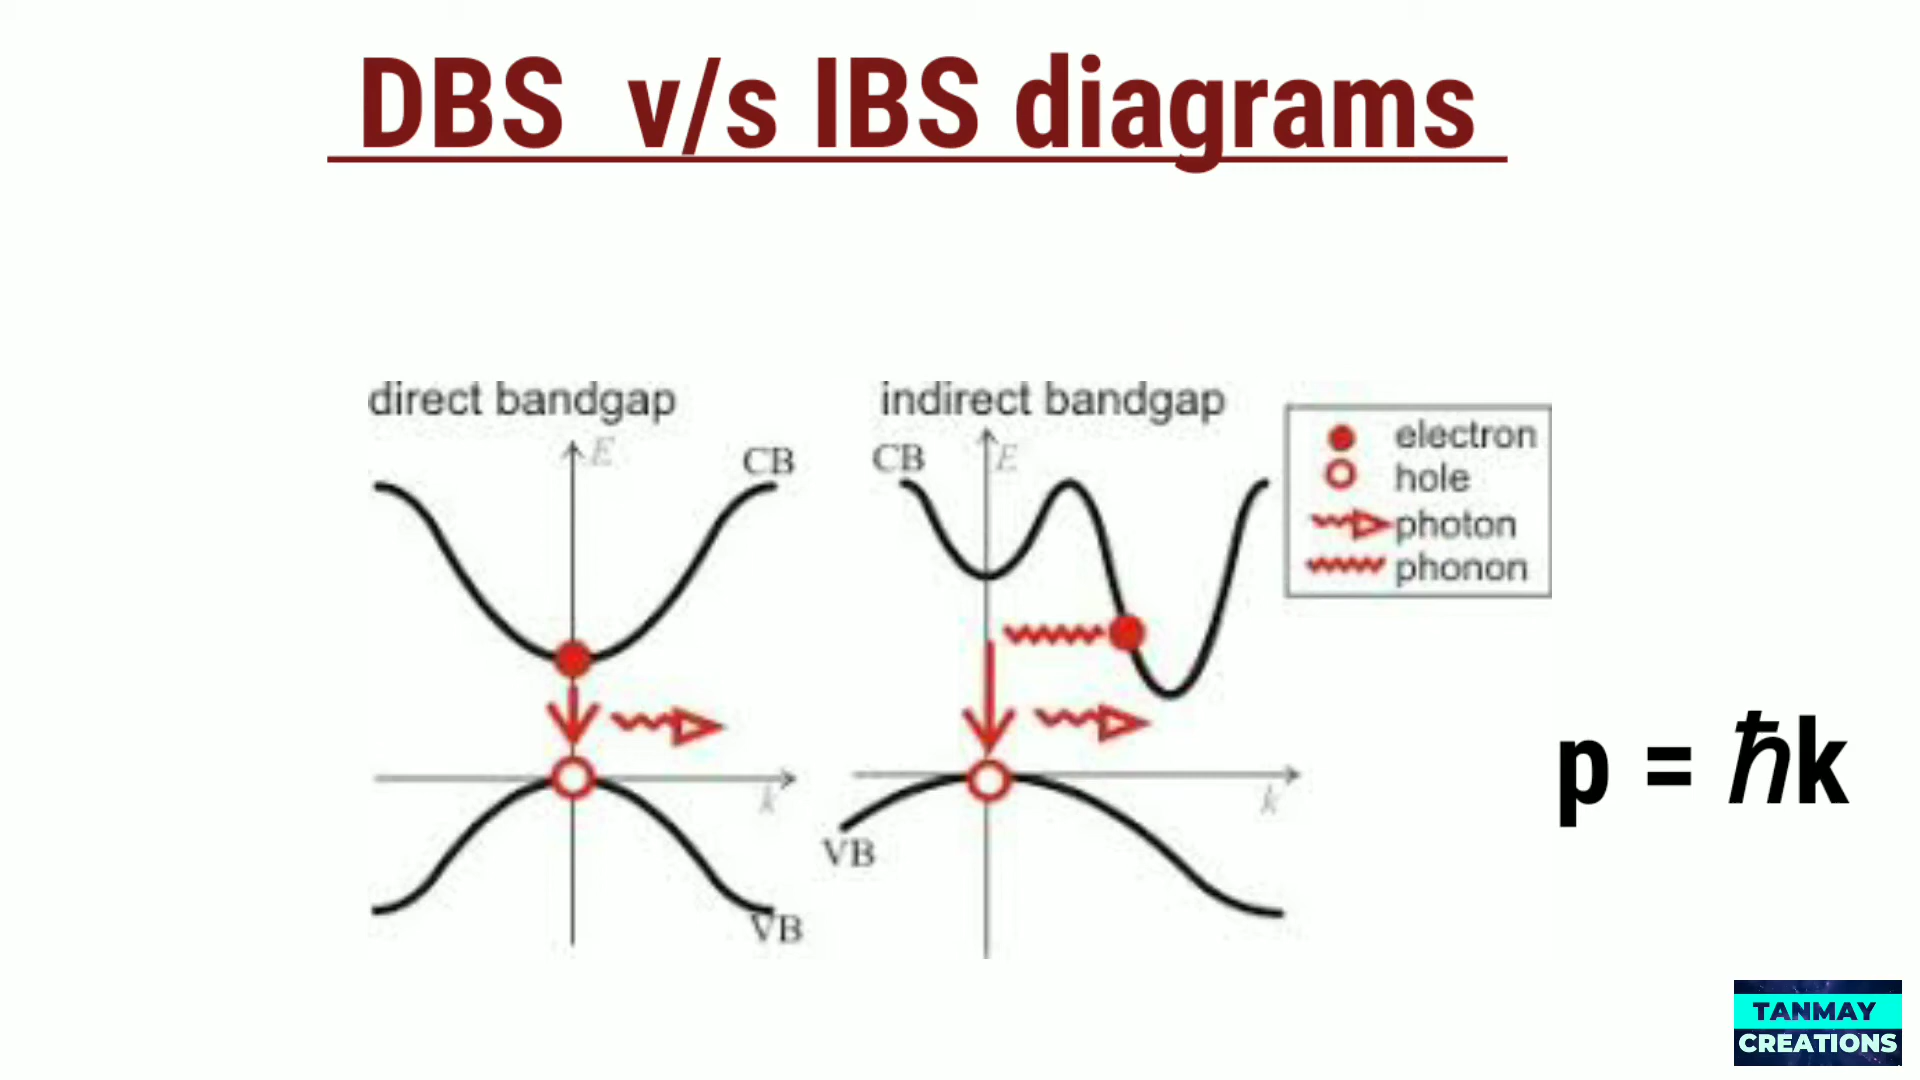 DBS v/s IBS diagrams
direct bandgap
E
CB
k
VB
indirect bandgap
CB
E
k
VB
electron
hole
photon
phonon
p = ℏk
TANMAY
CREATIONS